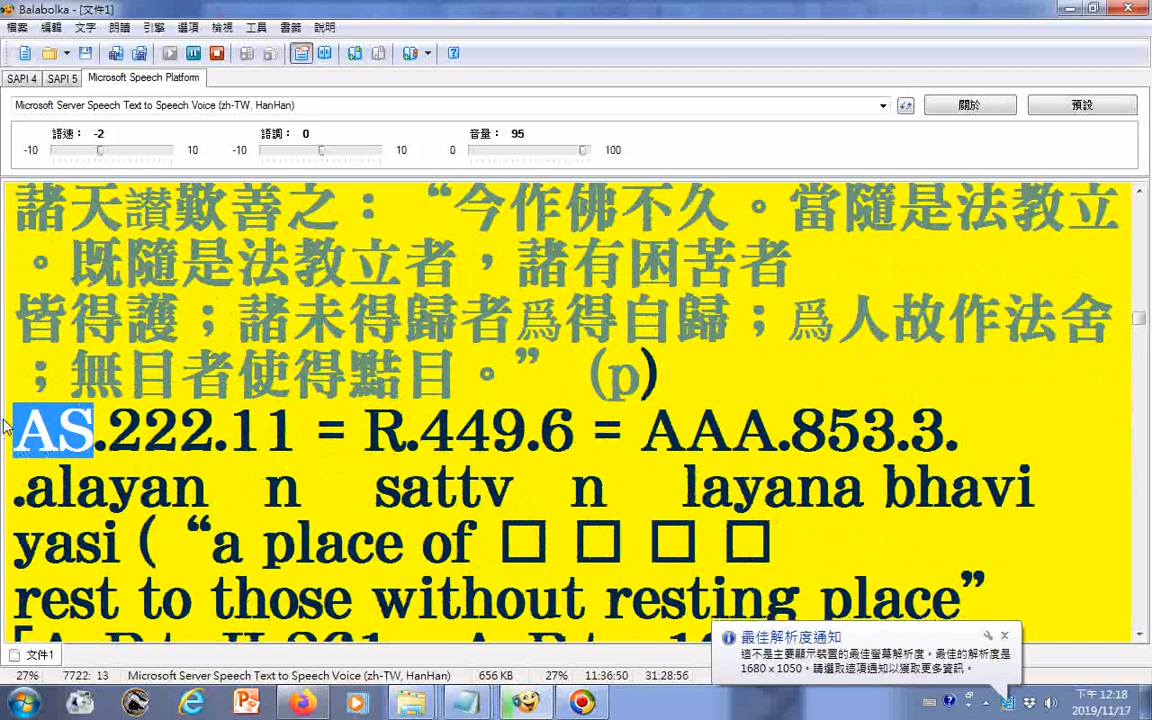 Balabolka - [文件1]
檔案 編輯 文字 朗讀 引擎 選項 檢視 工具 書籤 說明
SAPI 4 SAPI 5 Microsoft Speech Platform
Microsoft Server Speech Text to Speech Voice (zh-TW, HanHan) 關於 預設
語速： -2 語調： 0 音量： 95
-10 10 -10 10 0 100
諸天讃歎善之：“今作佛不久。當隨是法教立
。既隨是法教立者，諸有困苦者
皆得護；諸未得歸者爲得自歸；爲人故作法舍
；無目者使得點目。” (p)
AS.222.11 = R.449.6 = AAA.853.3.
.alayan n sattv n layana bhavi
yasi ( “a place of □ □ □ □
rest to those without resting place”
最佳解析度通知
這不是主要顯示裝置的最佳螢幕解析度。最佳的解析度是
1680 x 1050。請選取這項通知以獲取更多資訊。
文件1
27% 7722: 13 Microsoft Server Speech Text to Speech Voice (zh-TW, HanHan) 656 KB 27% 11:36:50 31:28:56
下午 12:18
2019/11/17